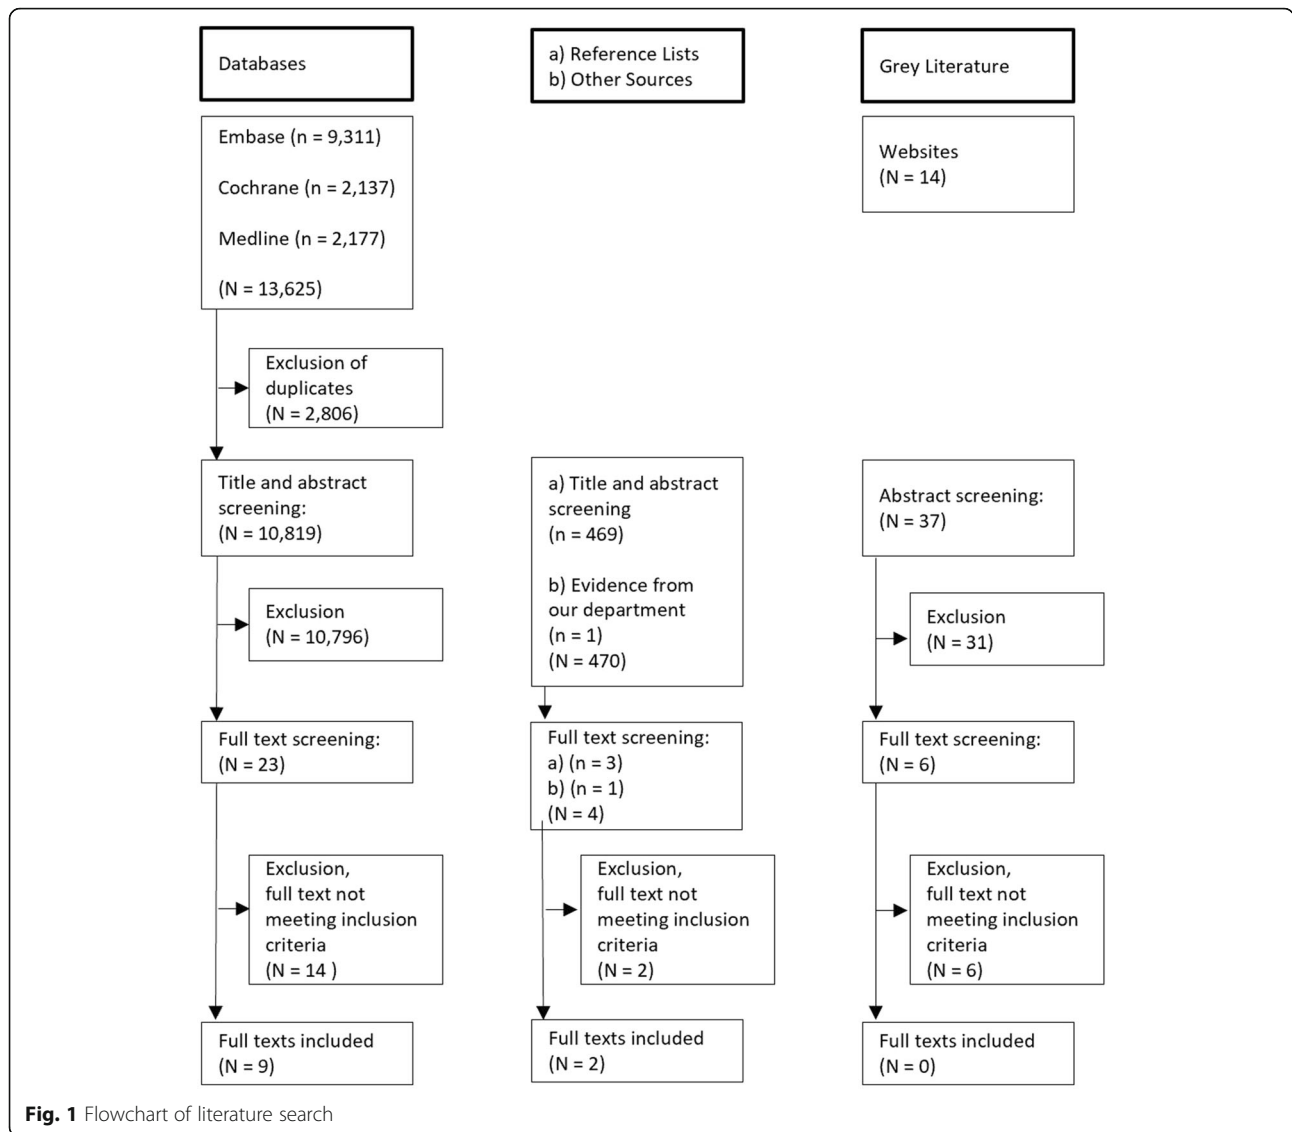 Databases
Embase (n = 9,311)
Cochrane (n = 2,137)
Medline (n = 2,177)
(N = 13,625)
Exclusion of
duplicates
(N = 2,806)
Title and abstract
screening:
(N = 10,819)
Exclusion
(N = 10,796)
Full text screening:
(N = 23)
Exclusion,
full text not
meeting inclusion
criteria
(N = 14 )
Full texts included
(N = 9)
a) Reference Lists
b) Other Sources
a) Title and abstract
screening
(n = 469)
b) Evidence from
our department
(n = 1)
(N = 470)
Full text screening:
a) (n = 3)
b) (n = 1)
(N = 4)
Exclusion,
full text not
meeting inclusion
criteria
(N = 2)
Full texts included
(N = 2)
Grey Literature
Websites
(N = 14)
Abstract screening:
(N = 37)
Exclusion
(N = 31)
Full text screening:
(N = 6)
Exclusion,
full text not
meeting inclusion
criteria
(N = 6)
Full texts included
(N = 0)
Fig. 1 Flowchart of literature search